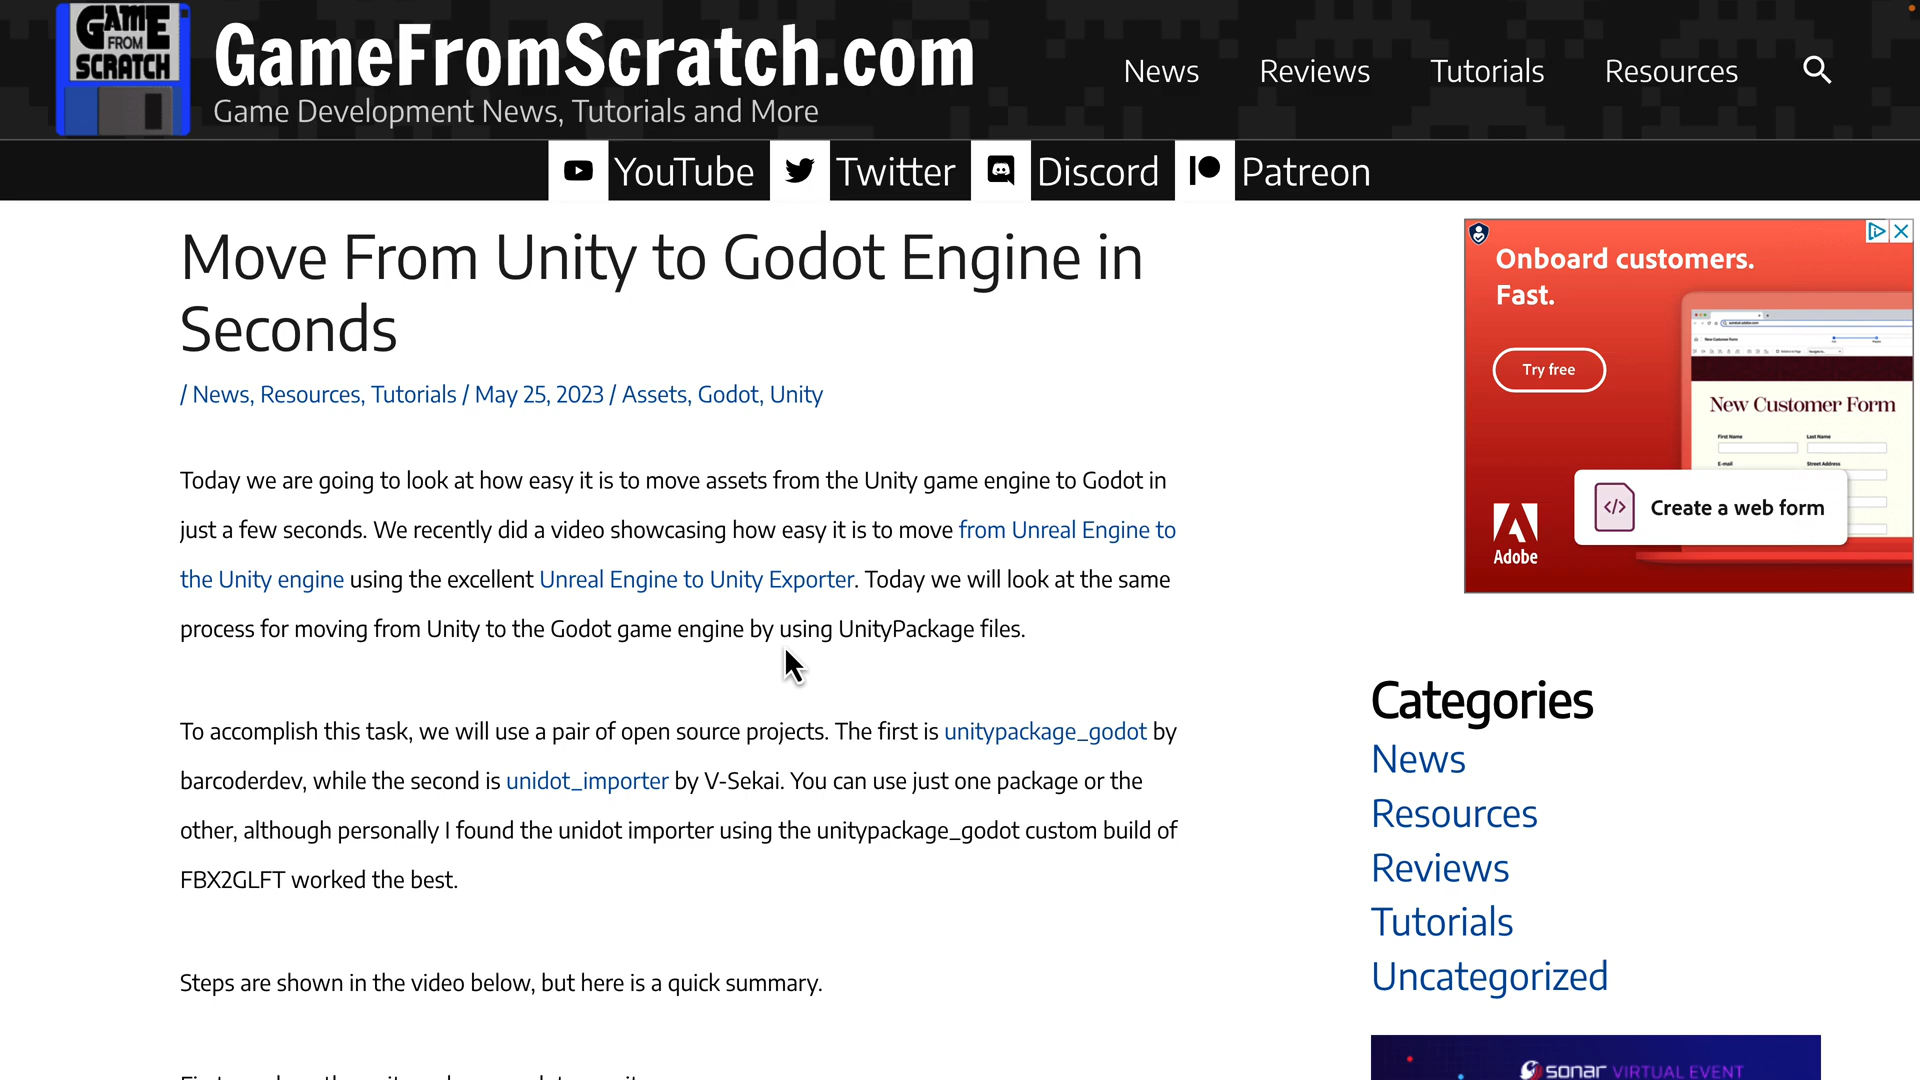 GAME
FROM
SCRATCH
GameFromScratch.com
Game Development News, Tutorials and More
News
Reviews
Tutorials
Resources
YouTube
Twitter
Discord
Patreon
Move From Unity to Godot Engine in
Seconds
/ News, Resources, Tutorials / May 25, 2023 / Assets, Godot, Unity
Today we are going to look at how easy it is to move assets from the Unity game engine to Godot in
just a few seconds. We recently did a video showcasing how easy it is to move from Unreal Engine to
the Unity engine using the excellent Unreal Engine to Unity Exporter. Today we will look at the same
process for moving from Unity to the Godot game engine by using UnityPackage files.
To accomplish this task, we will use a pair of open source projects. The first is unitypackage_godot by
barcoderdev, while the second is unidot_importer by V-Sekai. You can use just one package or the
other, although personally I found the unidot importer using the unitypackage_godot custom build of
FBX2GLFT worked the best.
Steps are shown in the video below, but here is a quick summary.
Onboard customers.
Fast.
Try free
New Customer Form
First Name
Last Name
E-mail
Street Address
</> Create a web form
Adobe
Categories
News
Resources
Reviews
Tutorials
Uncategorized
sonar VIRTUAL EVENT